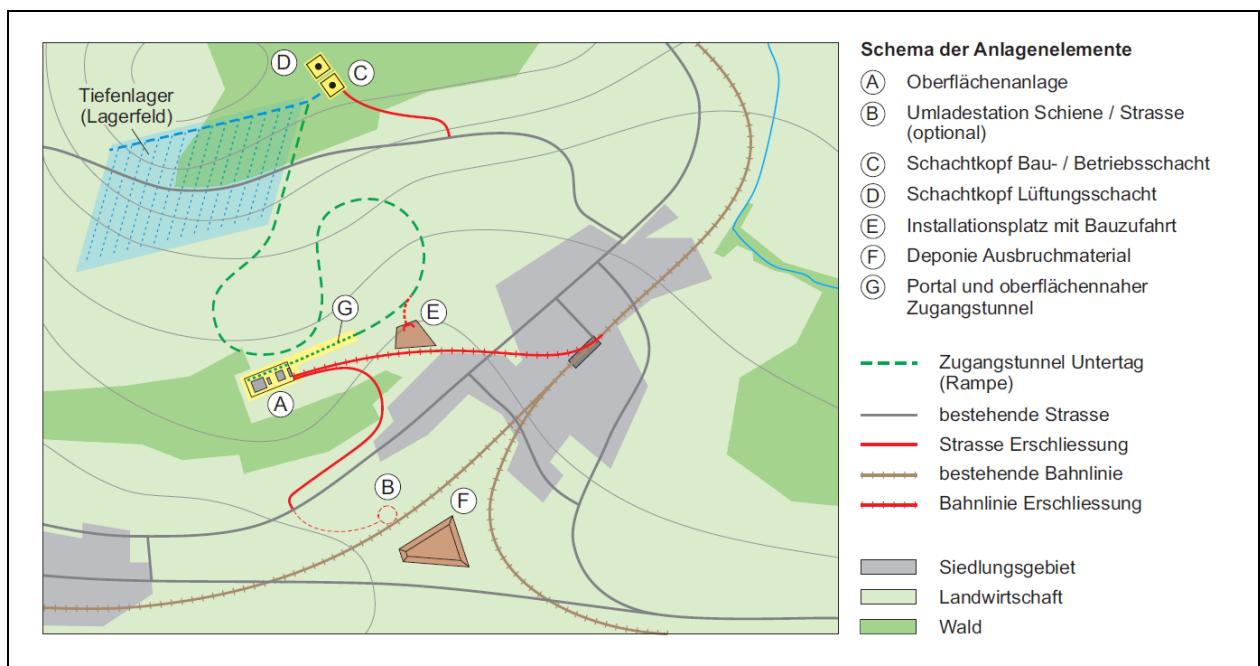 D
C
Tiefenlager
(Lagerfeld)
G
E
A
B
F
Schema der Anlagenelemente
A Oberflächenanlage
B Umladestation Schiene / Strasse
(optional)
C Schachtkopf Bau- / Betriebsschacht
D Schachtkopf Lüftungsschacht
E Installationsplatz mit Bauzufahrt
F Deponie Ausbruchmaterial
G Portal und oberflächennaher
Zugangstunnel
Zugangstunnel Untertag
(Rampe)
bestehende Strasse
Strasse Erschliessung
bestehende Bahnlinie
Bahnlinie Erschliessung
Siedlungsgebiet
Landwirtschaft
Wald